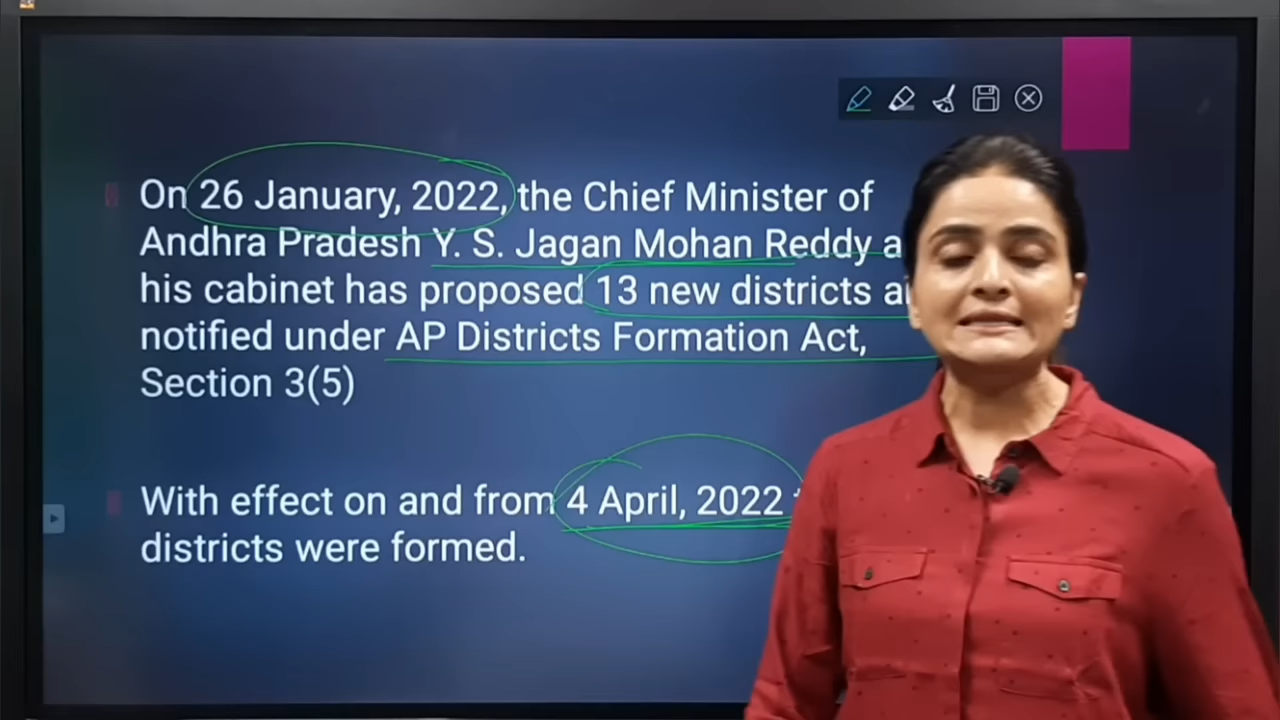 On 26 January, 2022, the Chief Minister of
Andhra Pradesh Y. S. Jagan Mohan Reddy
his cabinet has proposed 13 new districts
notified under AP Districts Formation Act,
Section 3(5)
With effect on and from 4 April, 2022
districts were formed.